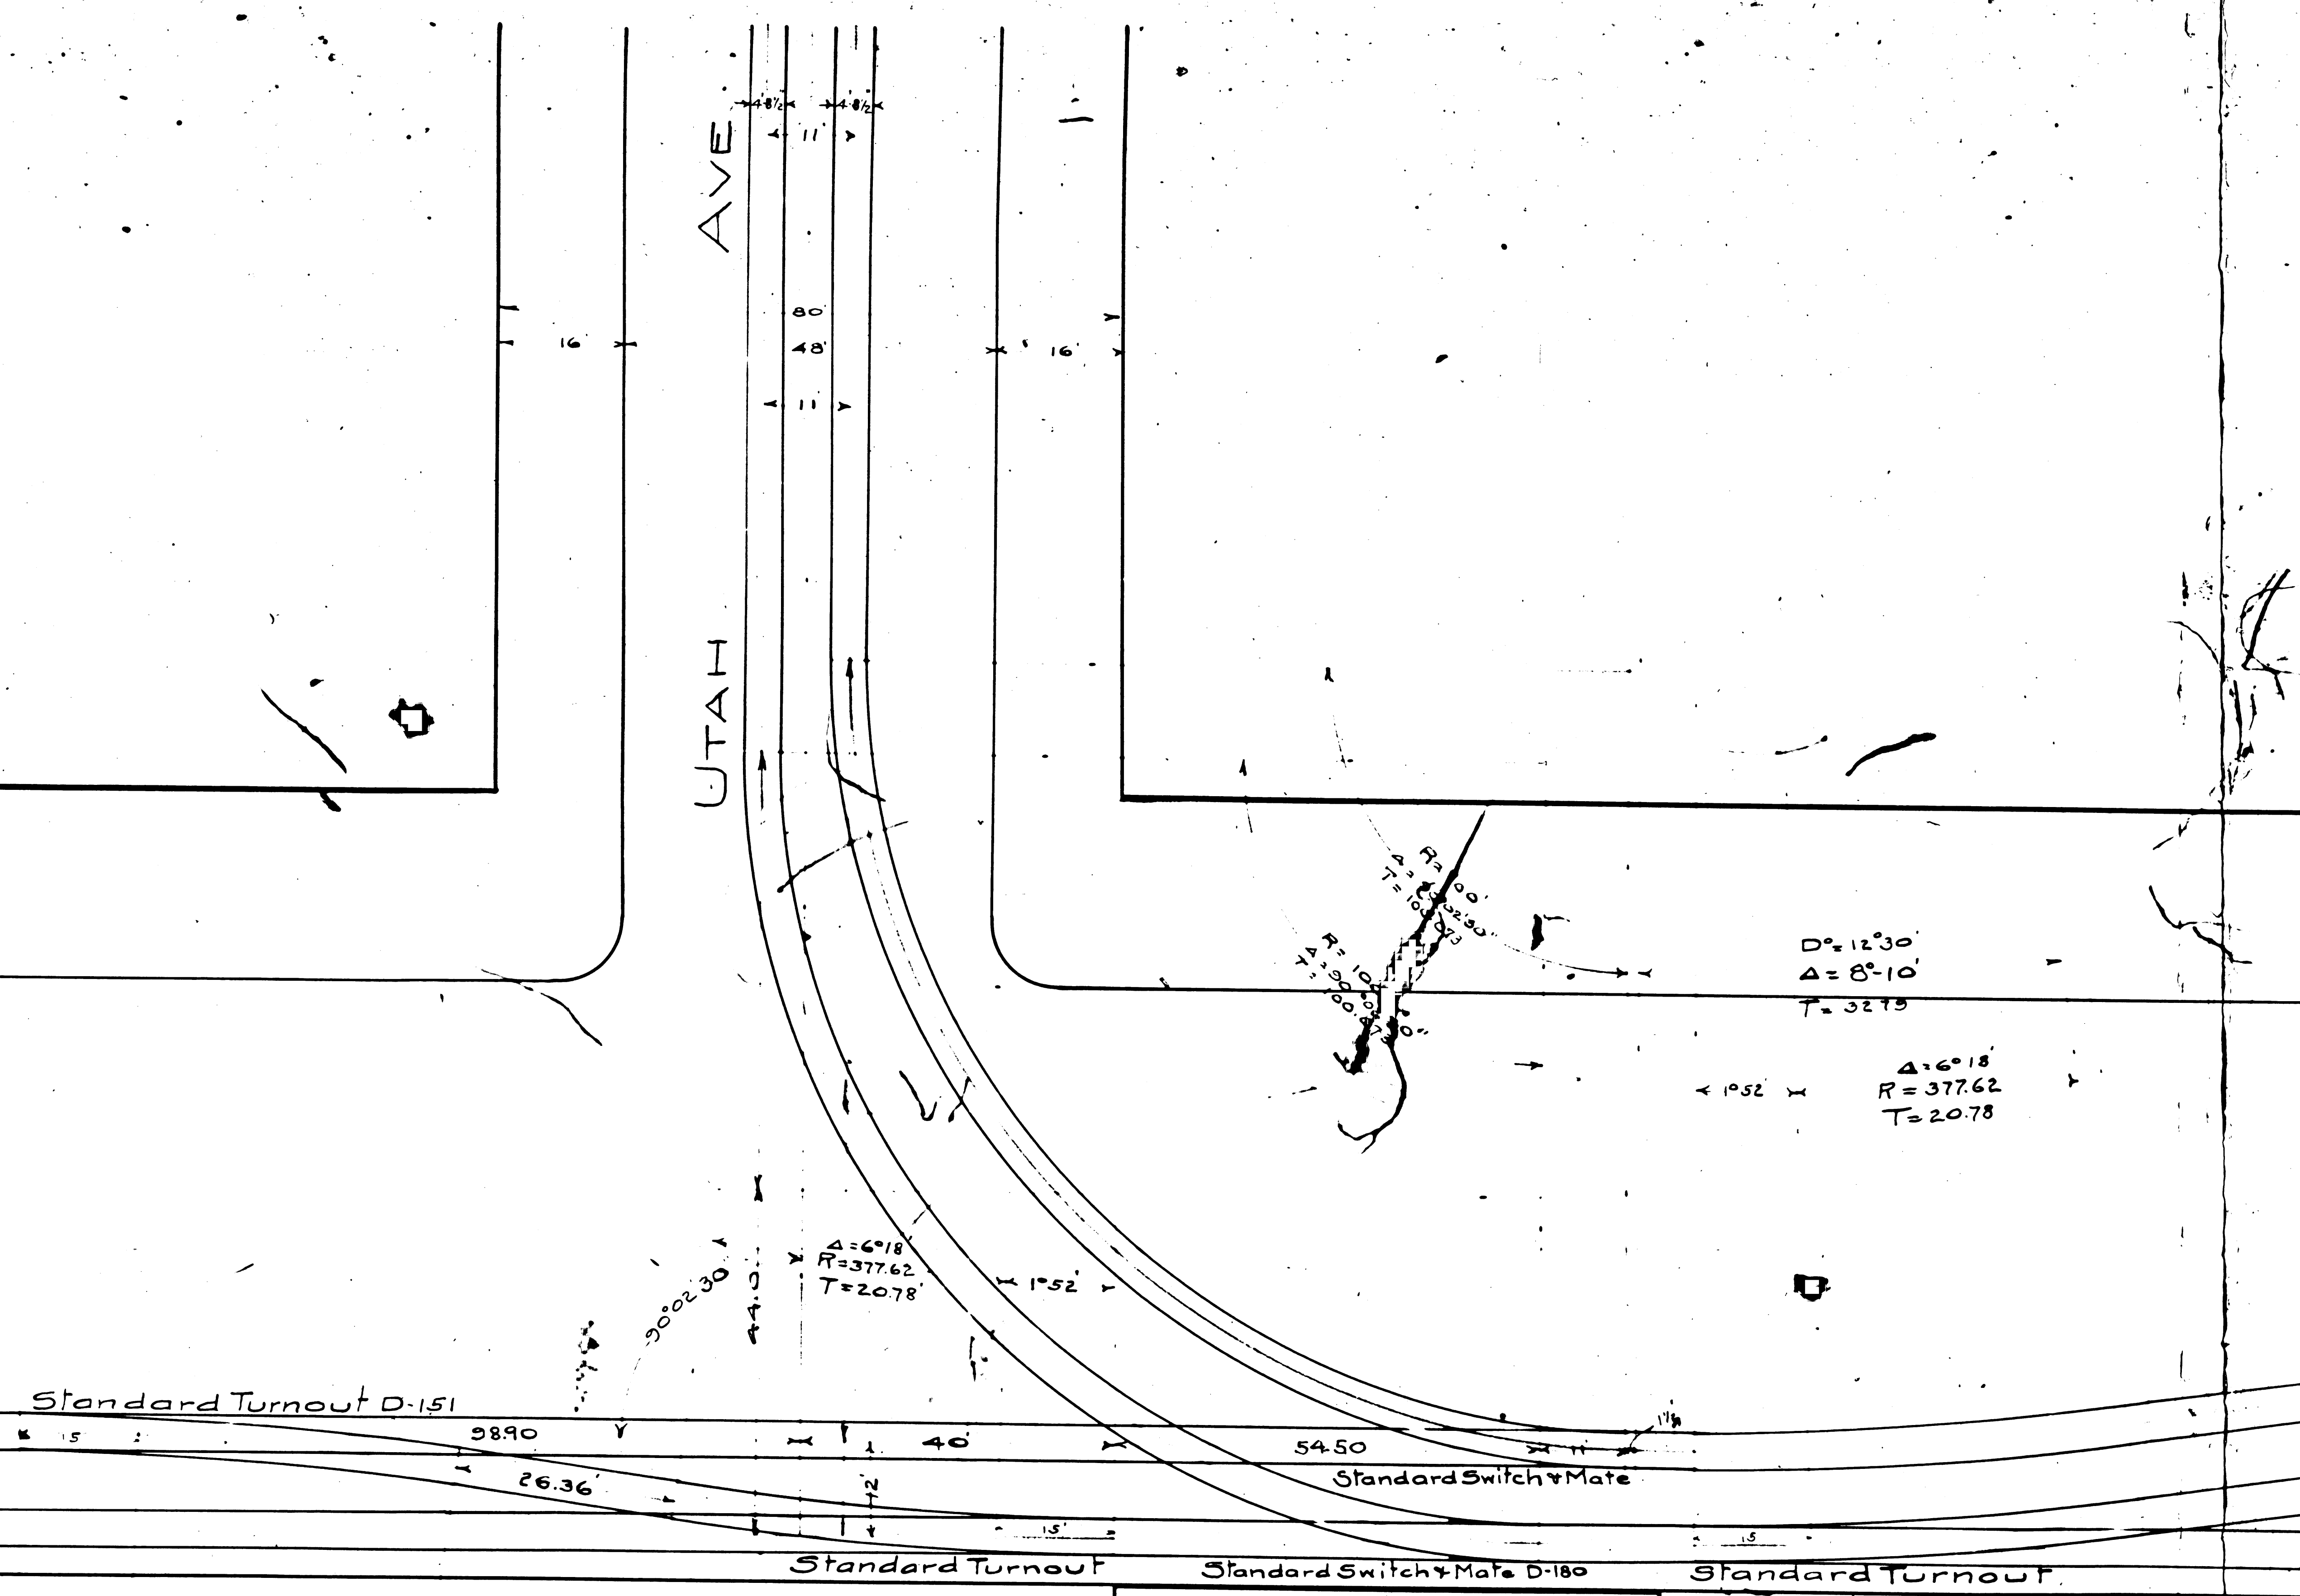 4'8½"
4'8½"
11'
UTAH AVE.
80'
48'
16'
16'
11'
D°= 12°30'
Δ= 8°-10'
T= 32.79
Δ=6°18'
R=377.62
T=20.78
1°52'
Δ=6°18'
R=377.62
T=20.78'
1°52'
90°02'30"
44.0
Standard Turnout D-151
15
98.90
40'
54.50
11'
Standard Switch & Mate
26.36'
12'
15'
15
Standard Turnout
Standard Switch & Mate D-180
Standard Turnout